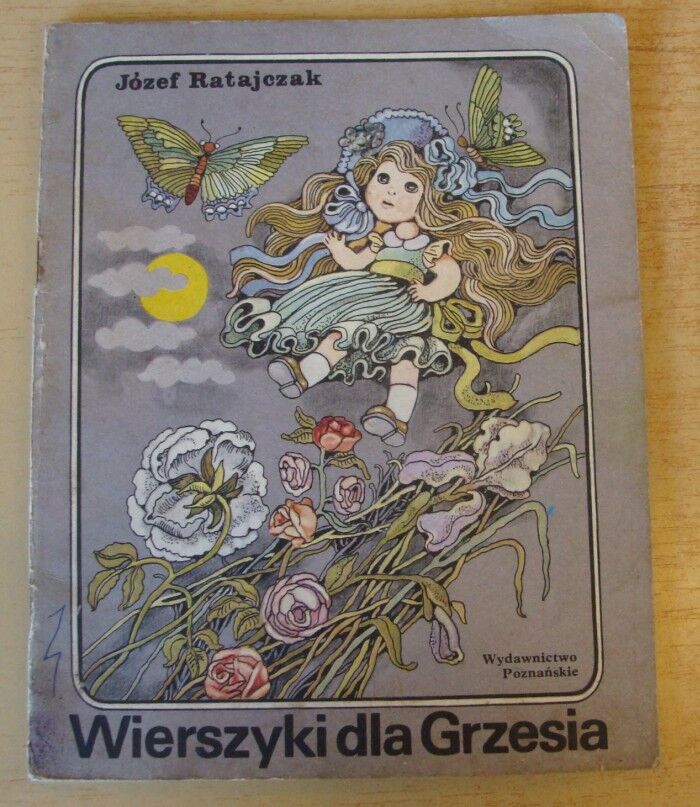 Józef Ratajczak
Wydawnictwo
Poznańskie
Wierszyki dla Grzesia